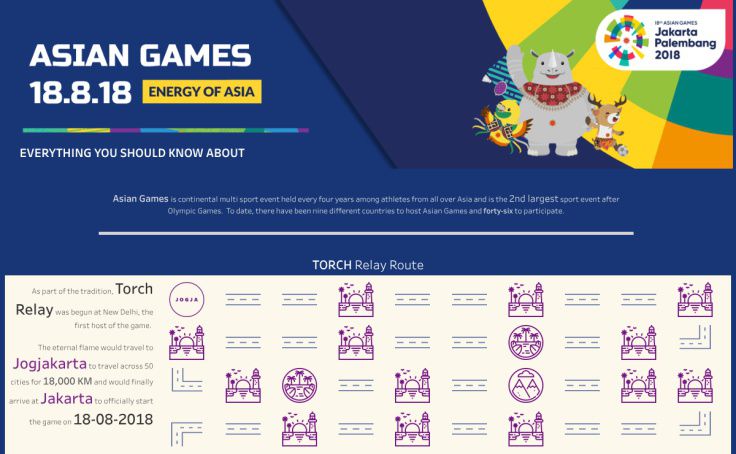 ASIAN GAMES
18.8.18 ENERGY OF ASIA
18TH ASIAN GAMES
Jakarta
Palembang
2018
EVERYTHING YOU SHOULD KNOW ABOUT
Asian Games is continental multi sport event held every four years among athletes from all over Asia and is the 2nd largest sport event after
Olympic Games. To date, there have been nine different countries to host Asian Games and forty-six to participate.
TORCH Relay Route
As part of the tradition, Torch
Relay was begun at New Delhi, the
first host of the game.
The eternal flame would travel to
Jogjakarta to travel across 50
cities for 18,000 KM and would finally
arrive at Jakarta to officially start
the game on 18-08-2018
JOGJA